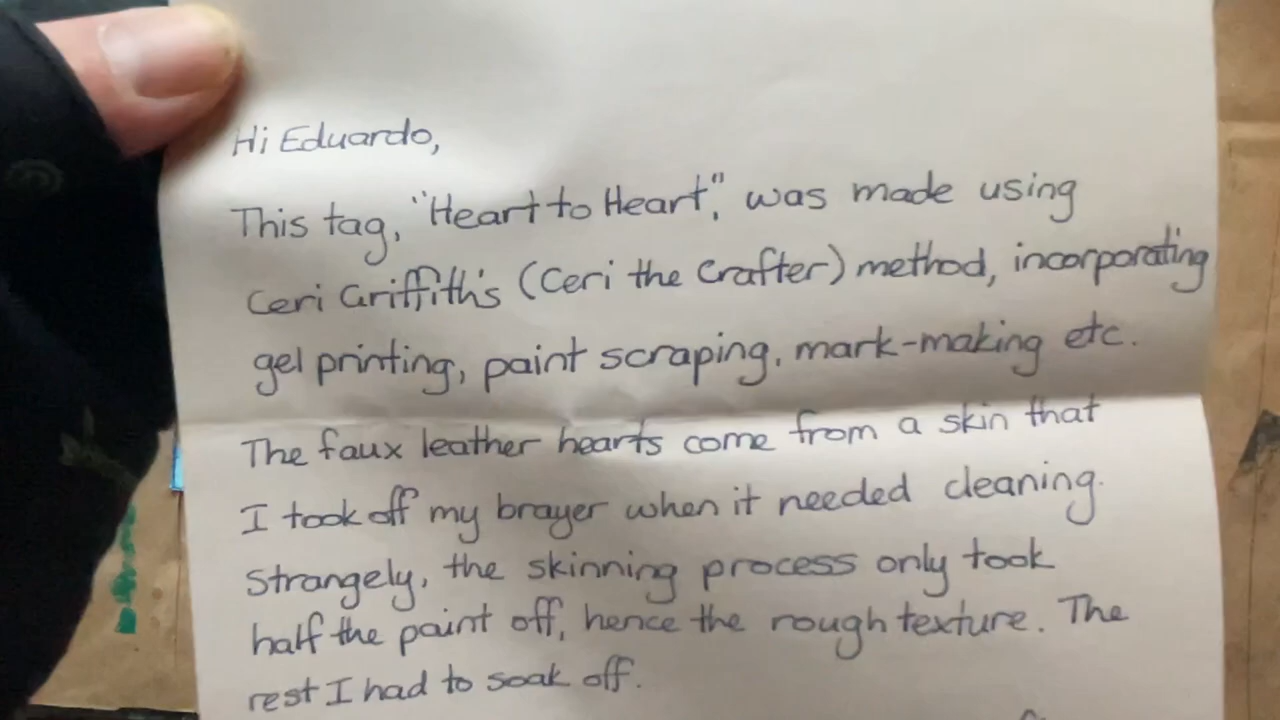 Hi Eduardo,
This tag, "Heart to Heart", was made using
Ceri Griffith's (Ceri the Crafter) method, incorporating
gel printing, paint scraping, mark-making etc.
The faux leather hearts come from a skin that
I took off my brayer when it needed cleaning.
Strangely, the skinning process only took
half the paint off, hence the rough texture. The
rest I had to soak off.